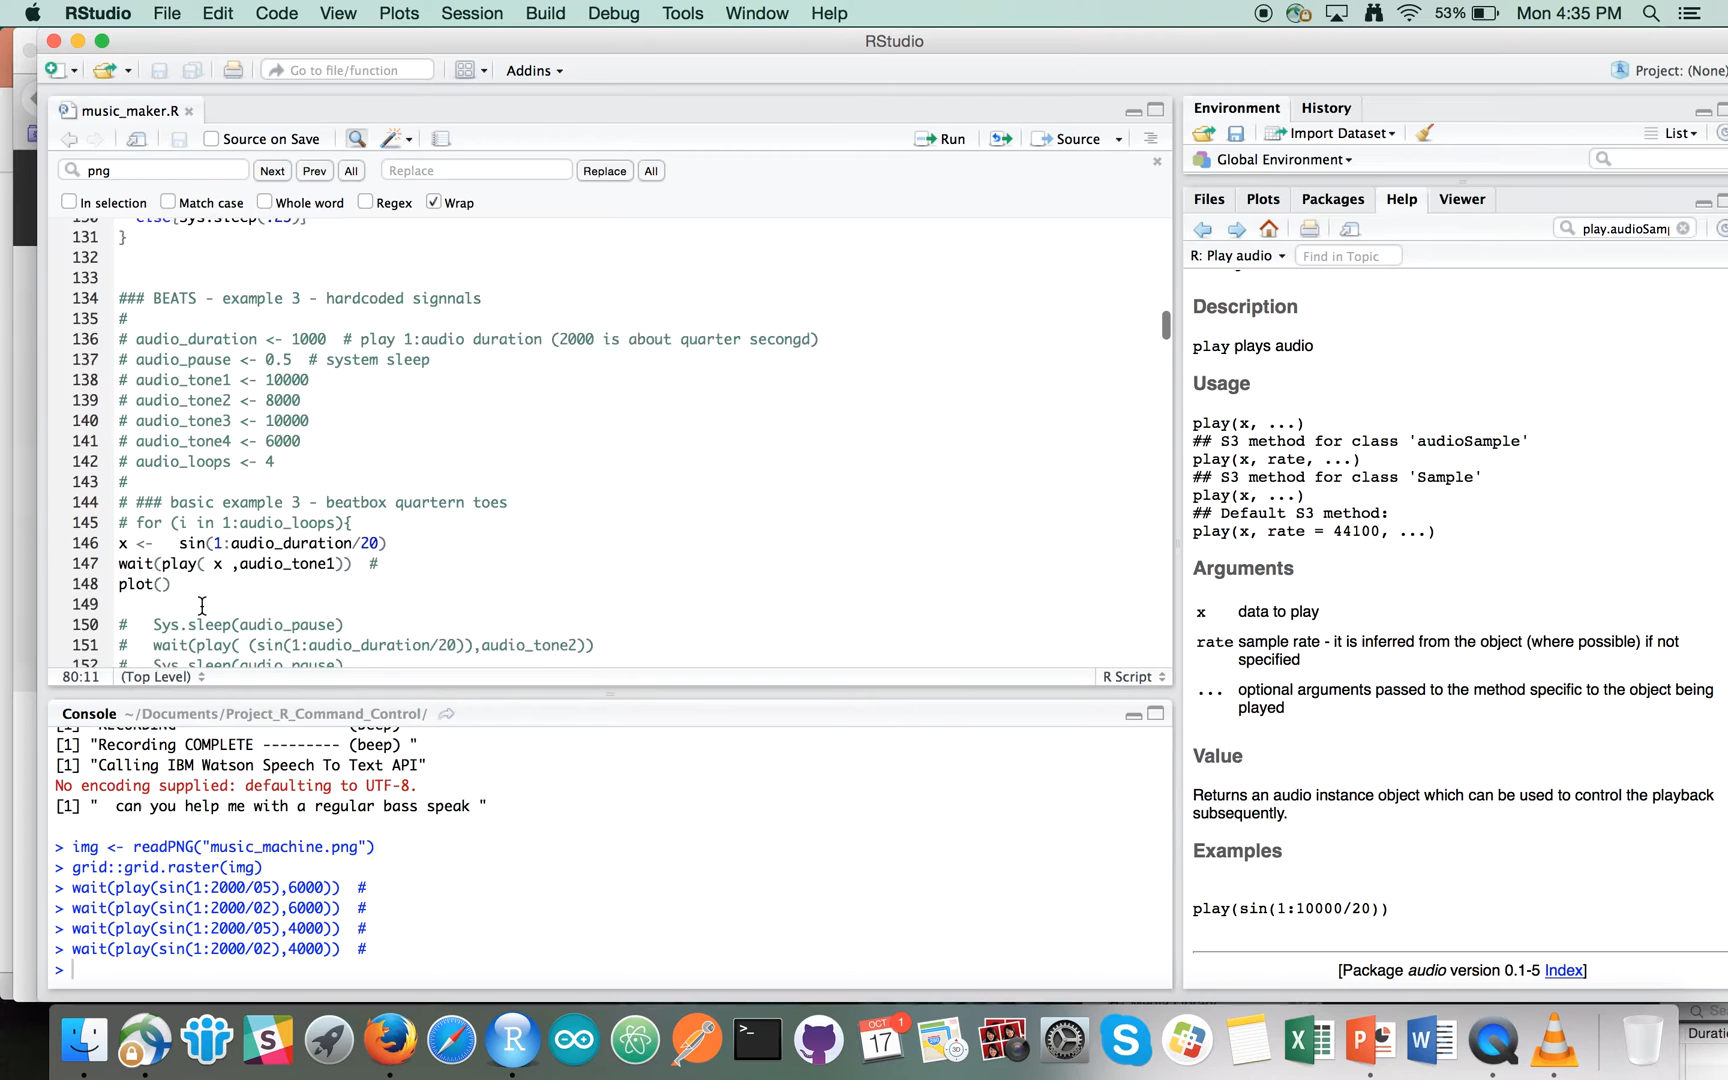 RStudio File Edit Code View Plots Session Build Debug Tools Window Help 53% Mon 4:35 PM
RStudio
Go to file/function Addins Project: (None)
music_maker.R
Source on Save Run Source
png Next Prev All Replace Replace All
In selection Match case Whole word Regex Wrap
131 }
132
133
134 ### BEATS - example 3 - hardcoded signnals
135 #
136 # audio_duration <- 1000  # play 1:audio duration (2000 is about quarter secongd)
137 # audio_pause <- 0.5  # system sleep
138 # audio_tone1 <- 10000
139 # audio_tone2 <- 8000
140 # audio_tone3 <- 10000
141 # audio_tone4 <- 6000
142 # audio_loops <- 4
143 #
144 # ### basic example 3 - beatbox quartern toes
145 # for (i in 1:audio_loops){
146 x <-   sin(1:audio_duration/20)
147 wait(play( x ,audio_tone1))  #
148 plot()
149
150 #   Sys.sleep(audio_pause)
151 #   wait(play( (sin(1:audio_duration/20)),audio_tone2))
152 #   Sys.sleep(audio_pause)
80:11 (Top Level) R Script
Console ~/Documents/Project_R_Command_Control/
[1] "Recording COMPLETE --------- (beep) "
[1] "Calling IBM Watson Speech To Text API"
No encoding supplied: defaulting to UTF-8.
[1] "  can you help me with a regular bass speak "
> img <- readPNG("music_machine.png")
> grid::grid.raster(img)
> wait(play(sin(1:2000/05),6000))  #
> wait(play(sin(1:2000/02),6000))  #
> wait(play(sin(1:2000/05),4000))  #
> wait(play(sin(1:2000/02),4000))  #
>
Environment History
Import Dataset List
Global Environment
Files Plots Packages Help Viewer
play.audioSam
R: Play audio Find in Topic
Description
play plays audio
Usage
play(x, ...)
## S3 method for class 'audioSample'
play(x, rate, ...)
## S3 method for class 'Sample'
play(x, ...)
## Default S3 method:
play(x, rate = 44100, ...)
Arguments
x data to play
rate sample rate - it is inferred from the object (where possible) if not
specified
... optional arguments passed to the method specific to the object being
played
Value
Returns an audio instance object which can be used to control the playback
subsequently.
Examples
play(sin(1:10000/20))
[Package audio version 0.1-5 Index]
OCT 1
17
Duratio